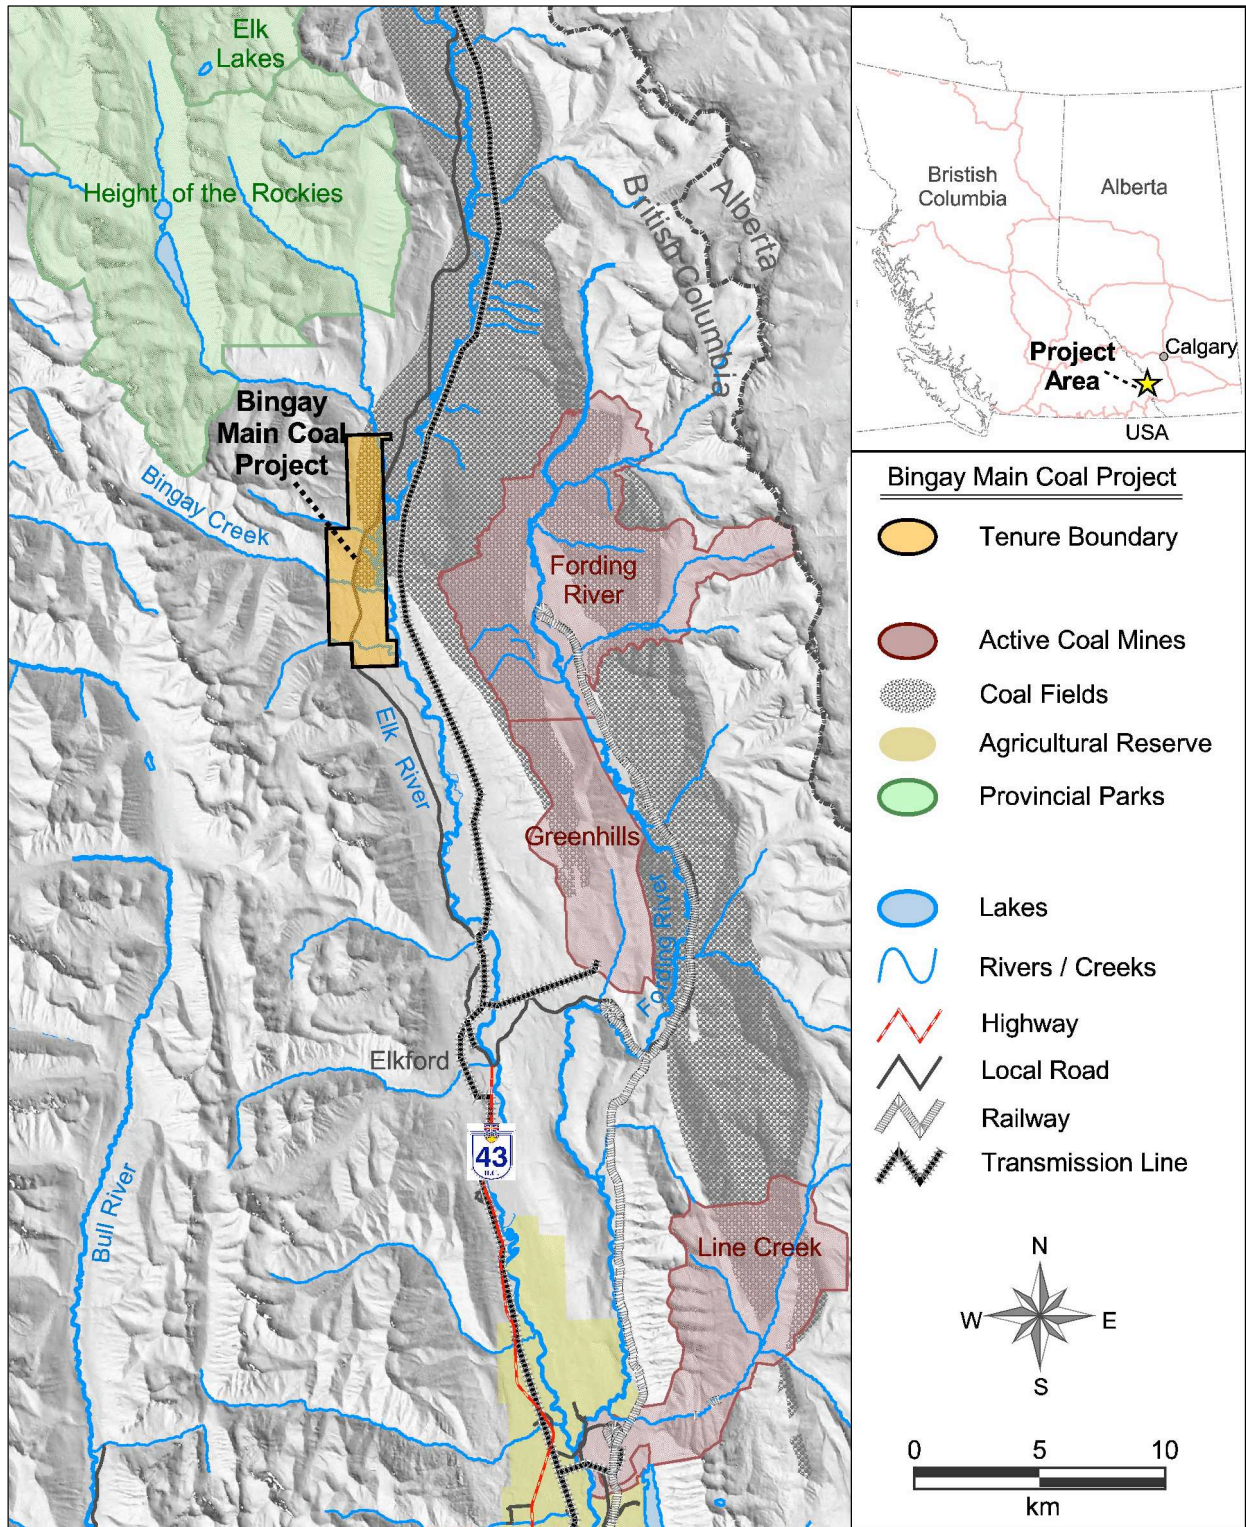 Elk
Lakes
Height of the Rockies
British Columbia
Alberta
Bingay
Main Coal
Project
Bingay Creek
Fording
River
Elk River
Greenhills
Fording River
Elkford
43
B.C.
Bull River
Line Creek
Bristish
Columbia
Alberta
Project
Area
Calgary
USA
Bingay Main Coal Project
Tenure Boundary
Active Coal Mines
Coal Fields
Agricultural Reserve
Provincial Parks
Lakes
Rivers / Creeks
Highway
Local Road
Railway
Transmission Line
N
W E
S
0 5 10
km